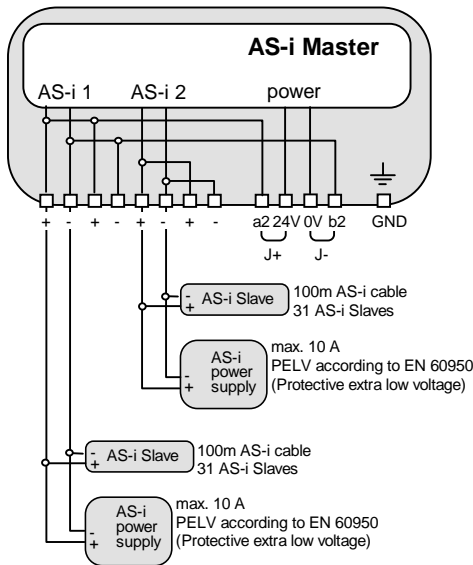 AS-i Master
AS-i 1 AS-i 2 power
+ - + - + - + - a2 24V 0V b2 GND
J+ J-
- + AS-i Slave
100m AS-i cable
31 AS-i Slaves
AS-i
power
supply
- +
max. 10 A
PELV according to EN 60950
(Protective extra low voltage)
- + AS-i Slave
100m AS-i cable
31 AS-i Slaves
AS-i
power
supply
- +
max. 10 A
PELV according to EN 60950
(Protective extra low voltage)